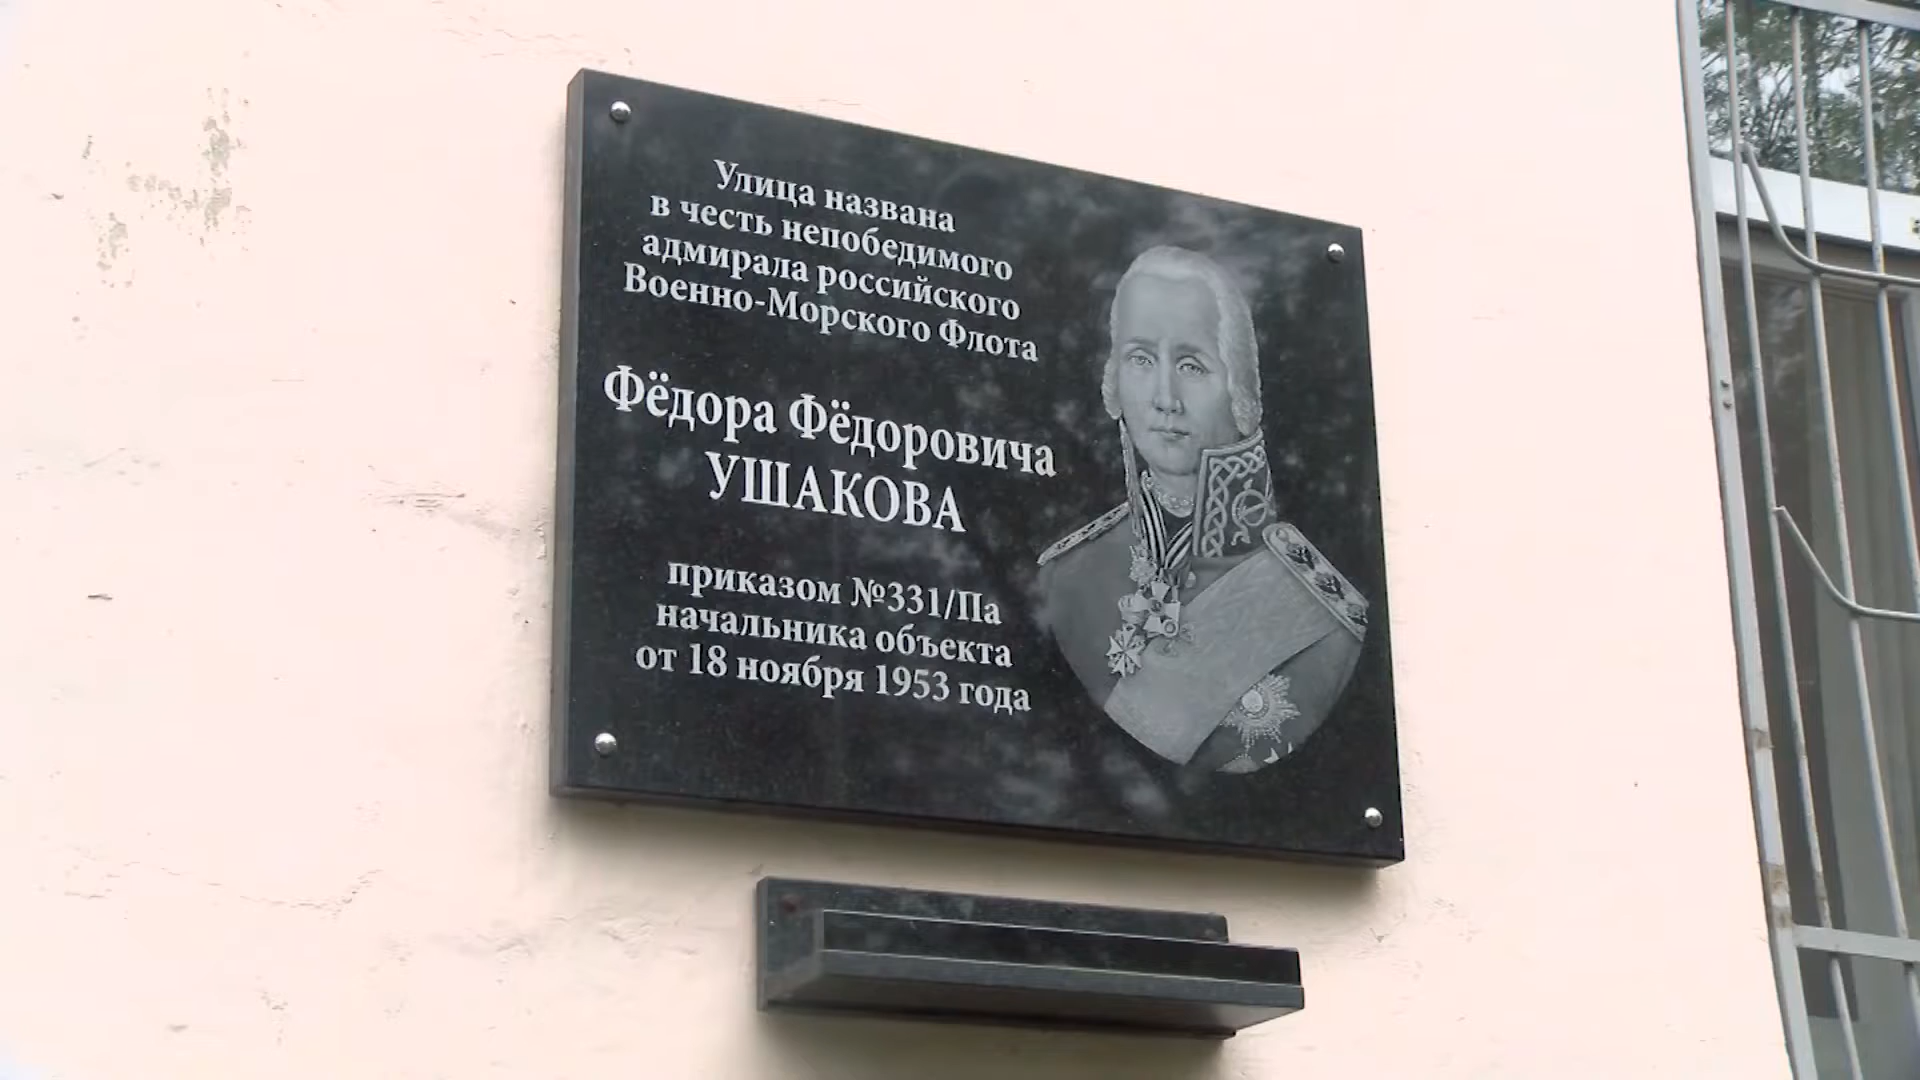 Улица названа
в честь непобедимого
адмирала российского
Военно-Морского Флота
Фёдора Фёдоровича
УШАКОВА
приказом №331/Па
начальника объекта
от 18 ноября 1953 года